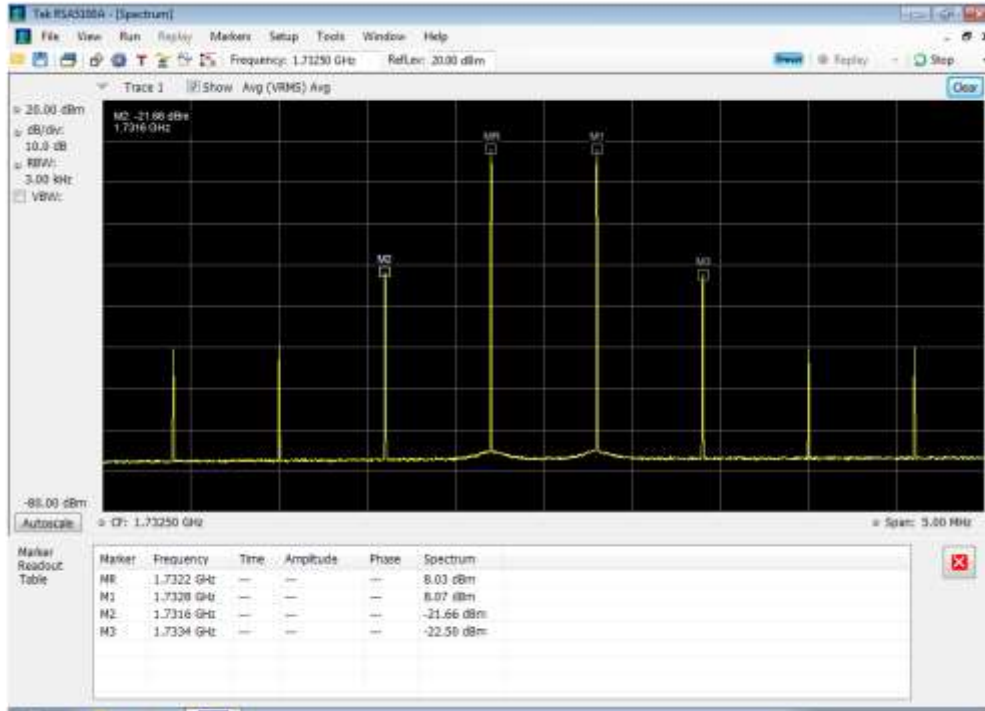 Tek RSA5100A - [Spectrum]
File View Run Replay Markers Setup Tools Window Help
T Frequency: 1.73250 GHz RefLev: 20.00 dBm Preset Replay Stop
Trace 1 Show Avg (VRMS) Avg Clear
20.00 dBm
dB/div:
10.0 dB
RBW:
3.00 kHz
VBW:
M2: -21.66 dBm
1.7316 GHz
MR
M1
M2
M3
-80.00 dBm
Autoscale CF: 1.73250 GHz Span: 5.00 MHz
Marker
Readout
Table
Marker Frequency Time Amplitude Phase Spectrum
MR 1.7322 GHz --- --- --- 8.03 dBm
M1 1.7328 GHz --- --- --- 8.07 dBm
M2 1.7316 GHz --- --- --- -21.66 dBm
M3 1.7334 GHz --- --- --- -22.50 dBm